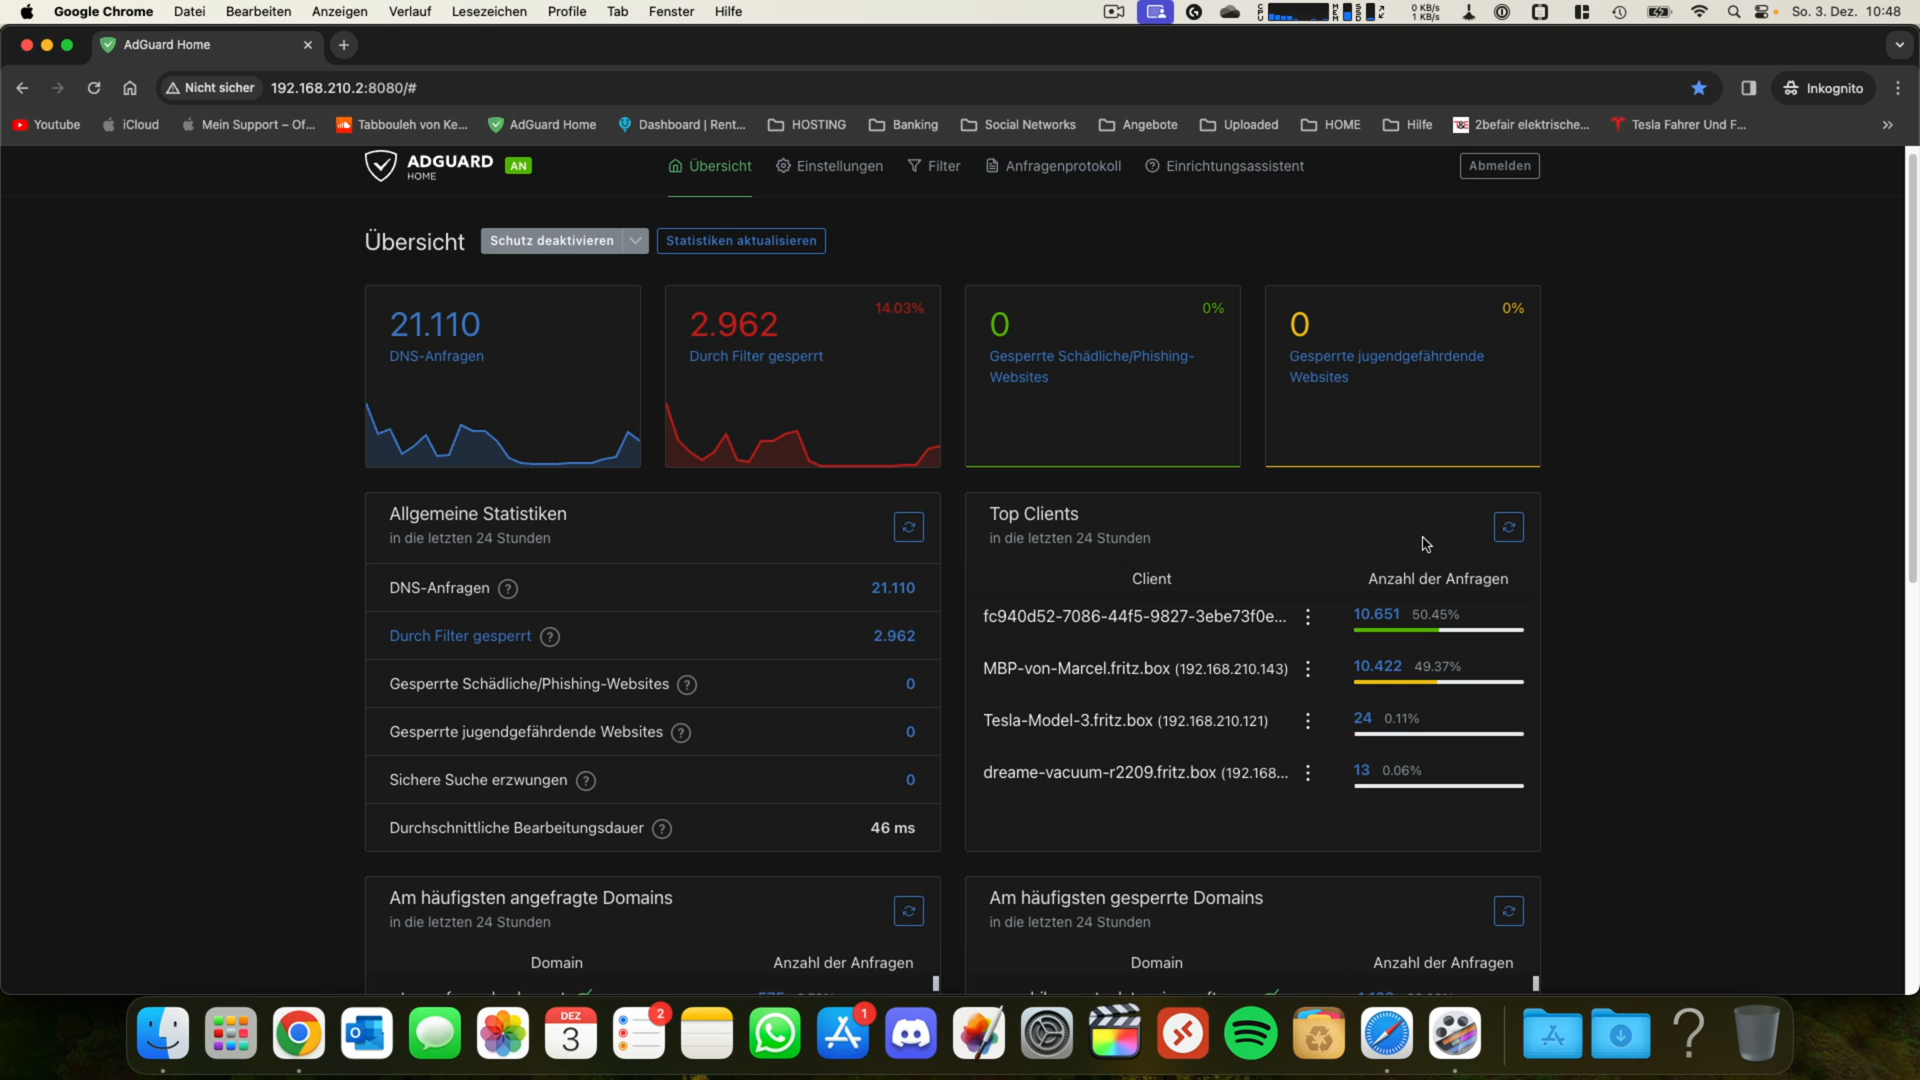 Google Chrome Datei Bearbeiten Anzeigen Verlauf Lesezeichen Profile Tab Fenster Hilfe
0 KB/s
1 KB/s
So. 3. Dez. 10:48
AdGuard Home
Nicht sicher 192.168.210.2:8080/#
Inkognito
Youtube iCloud Mein Support – Of... Tabbouleh von Ke... AdGuard Home Dashboard | Rent... HOSTING Banking Social Networks Angebote Uploaded HOME Hilfe 2befair elektrische... Tesla Fahrer Und F...
ADGUARD
HOME
AN
Übersicht Einstellungen Filter Anfragenprotokoll Einrichtungsassistent
Abmelden
Übersicht
Schutz deaktivieren
Statistiken aktualisieren
21.110
DNS-Anfragen
14.03%
2.962
Durch Filter gesperrt
0%
0
Gesperrte Schädliche/Phishing-
Websites
0%
0
Gesperrte jugendgefährdende
Websites
Allgemeine Statistiken
in die letzten 24 Stunden
DNS-Anfragen ? 21.110
Durch Filter gesperrt ? 2.962
Gesperrte Schädliche/Phishing-Websites ? 0
Gesperrte jugendgefährdende Websites ? 0
Sichere Suche erzwungen ? 0
Durchschnittliche Bearbeitungsdauer ? 46 ms
Top Clients
in die letzten 24 Stunden
Client Anzahl der Anfragen
fc940d52-7086-44f5-9827-3ebe73f0e... 10.651 50.45%
MBP-von-Marcel.fritz.box (192.168.210.143) 10.422 49.37%
Tesla-Model-3.fritz.box (192.168.210.121) 24 0.11%
dreame-vacuum-r2209.fritz.box (192.168... 13 0.06%
Am häufigsten angefragte Domains
in die letzten 24 Stunden
Domain Anzahl der Anfragen
Am häufigsten gesperrte Domains
in die letzten 24 Stunden
Domain Anzahl der Anfragen
DEZ
3
2
1